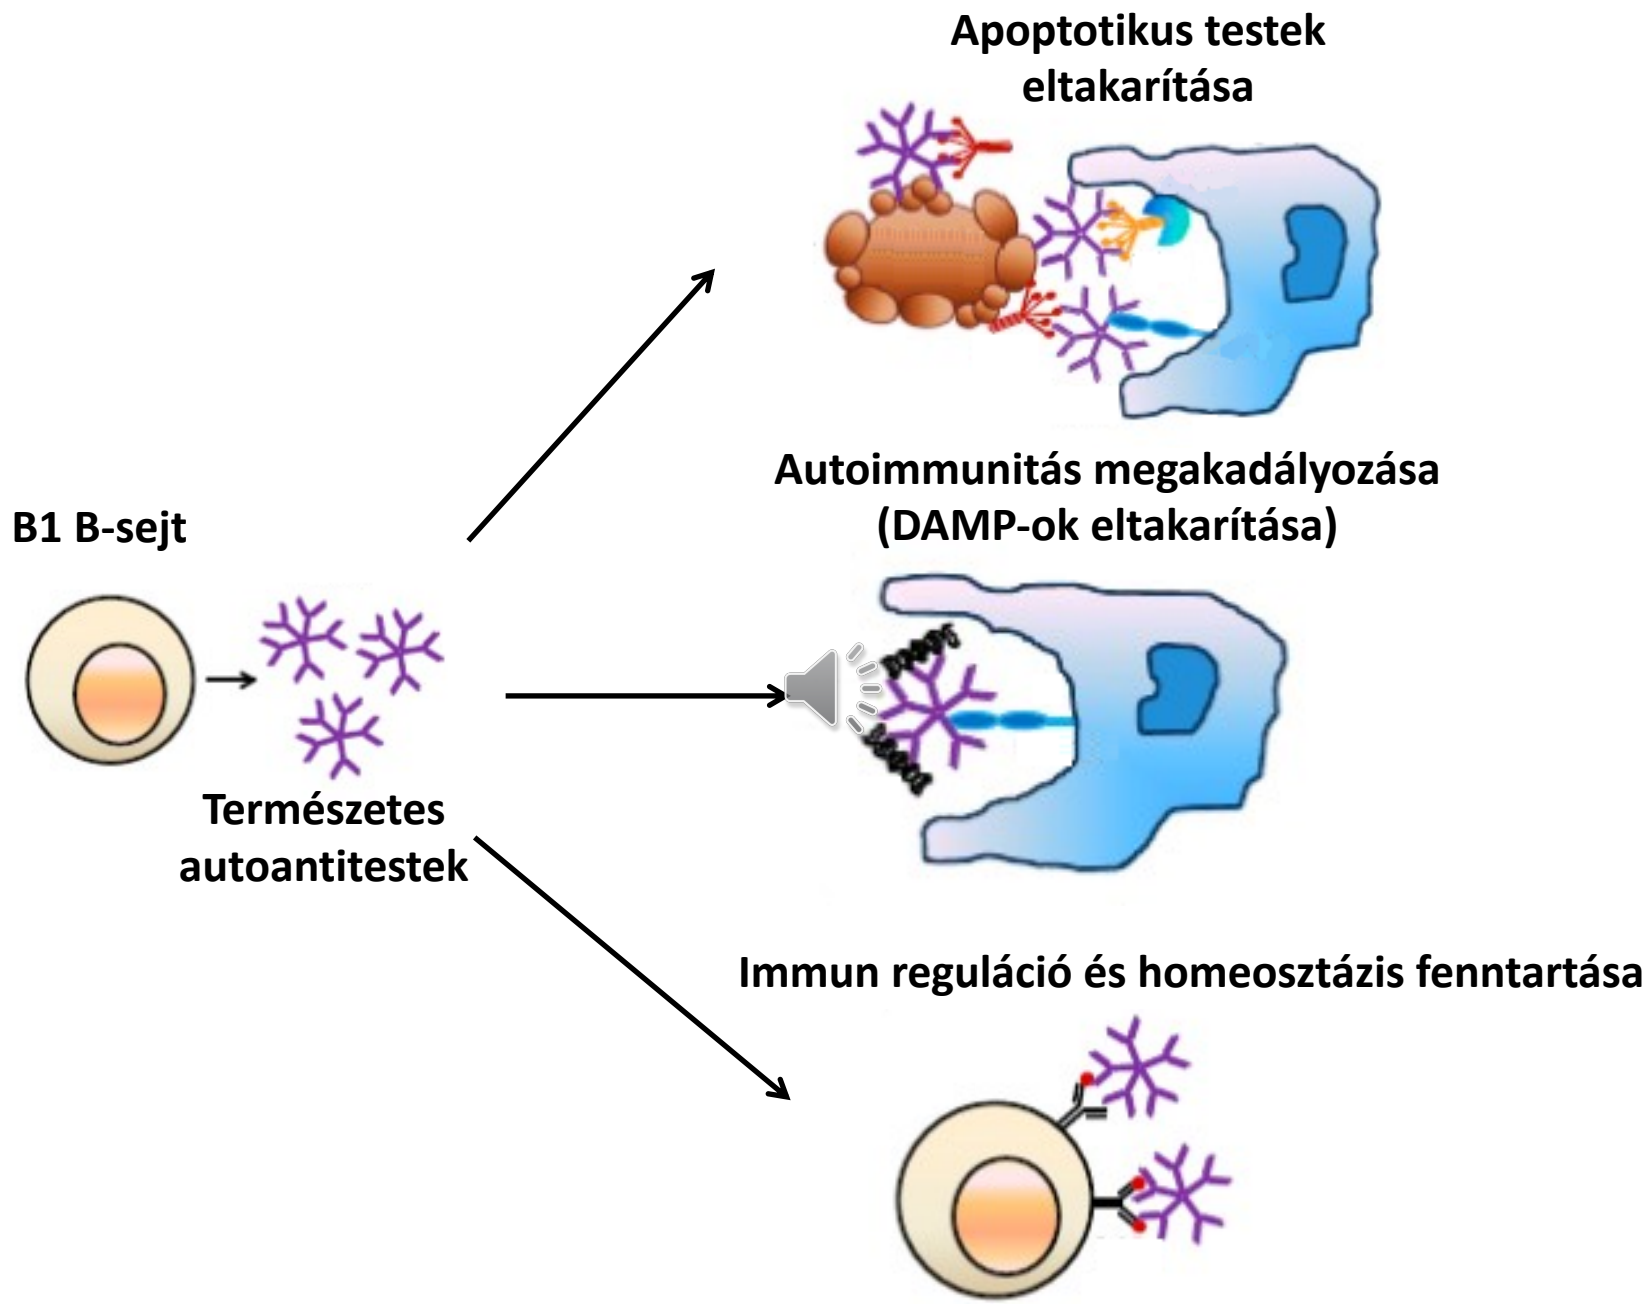 Apoptotikus testek
eltakarítása
Autoimmunitás megakadályozása
(DAMP-ok eltakarítása)
B1 B-sejt
Természetes
autoantitestek
Immun reguláció és homeosztázis fenntartása